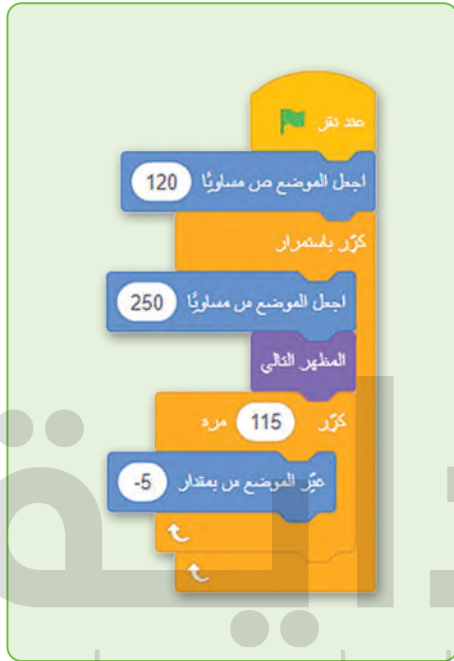 عند نقر
اجعل الموضع ص مساويًا 120
كرّر باستمرار
اجعل الموضع س مساويًا 250
المظهر التالي
كرّر 115 مرة
غيّر الموضع س بمقدار -5